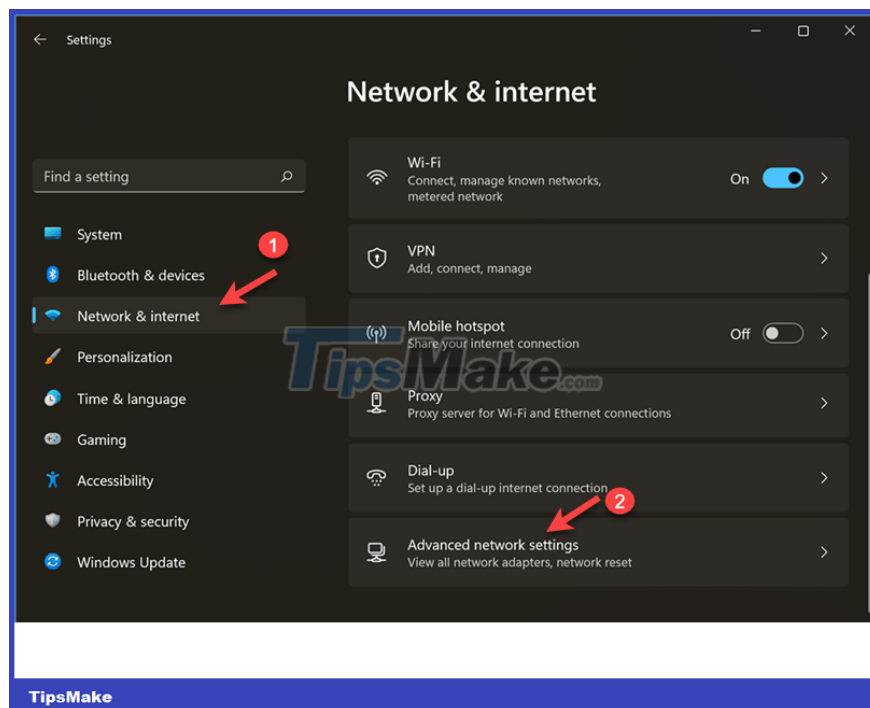 Settings
Network & internet
Find a setting
System
Bluetooth & devices
Network & internet
Personalization
Time & language
Gaming
Accessibility
Privacy & security
Windows Update
1
Wi-Fi
Connect, manage known networks,
metered network
On
VPN
Add, connect, manage
Mobile hotspot
Share your internet connection
Off
Proxy
Proxy server for Wi-Fi and Ethernet connections
Dial-up
Set up a dial-up internet connection
2
Advanced network settings
View all network adapters, network reset
TipsMake.com
TipsMake